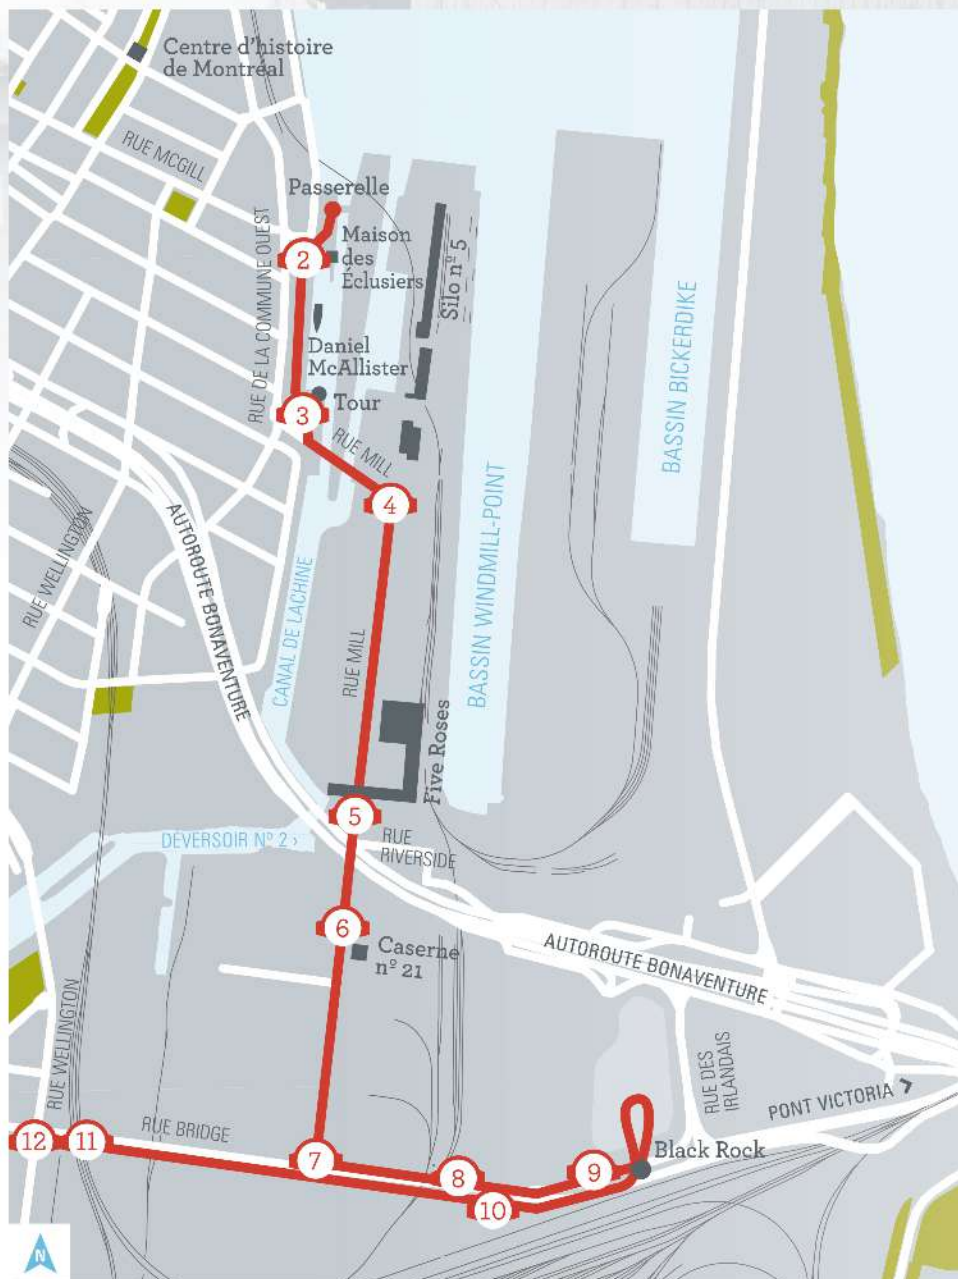 Centre d'histoire
de Montréal
RUE MCGILL
Passerelle
2
Maison
des
Éclusiers
RUE DE LA COMMUNE OUEST
Silo nº 5
Daniel
McAllister
Tour
3
RUE MILL
4
BASSIN BICKERDIKE
BASSIN WINDMILL-POINT
RUE WELLINGTON
AUTOROUTE BONAVENTURE
CANAL DE LACHINE
RUE MILL
Five Roses
5
DÉVERSOIR Nº 2 ›
RUE
RIVERSIDE
6
Caserne
nº 21
AUTOROUTE BONAVENTURE
RUE WELLINGTON
RUE DES
IRLANDAIS
PONT VICTORIA
12
11
RUE BRIDGE
7
8
9
Black Rock
10
N